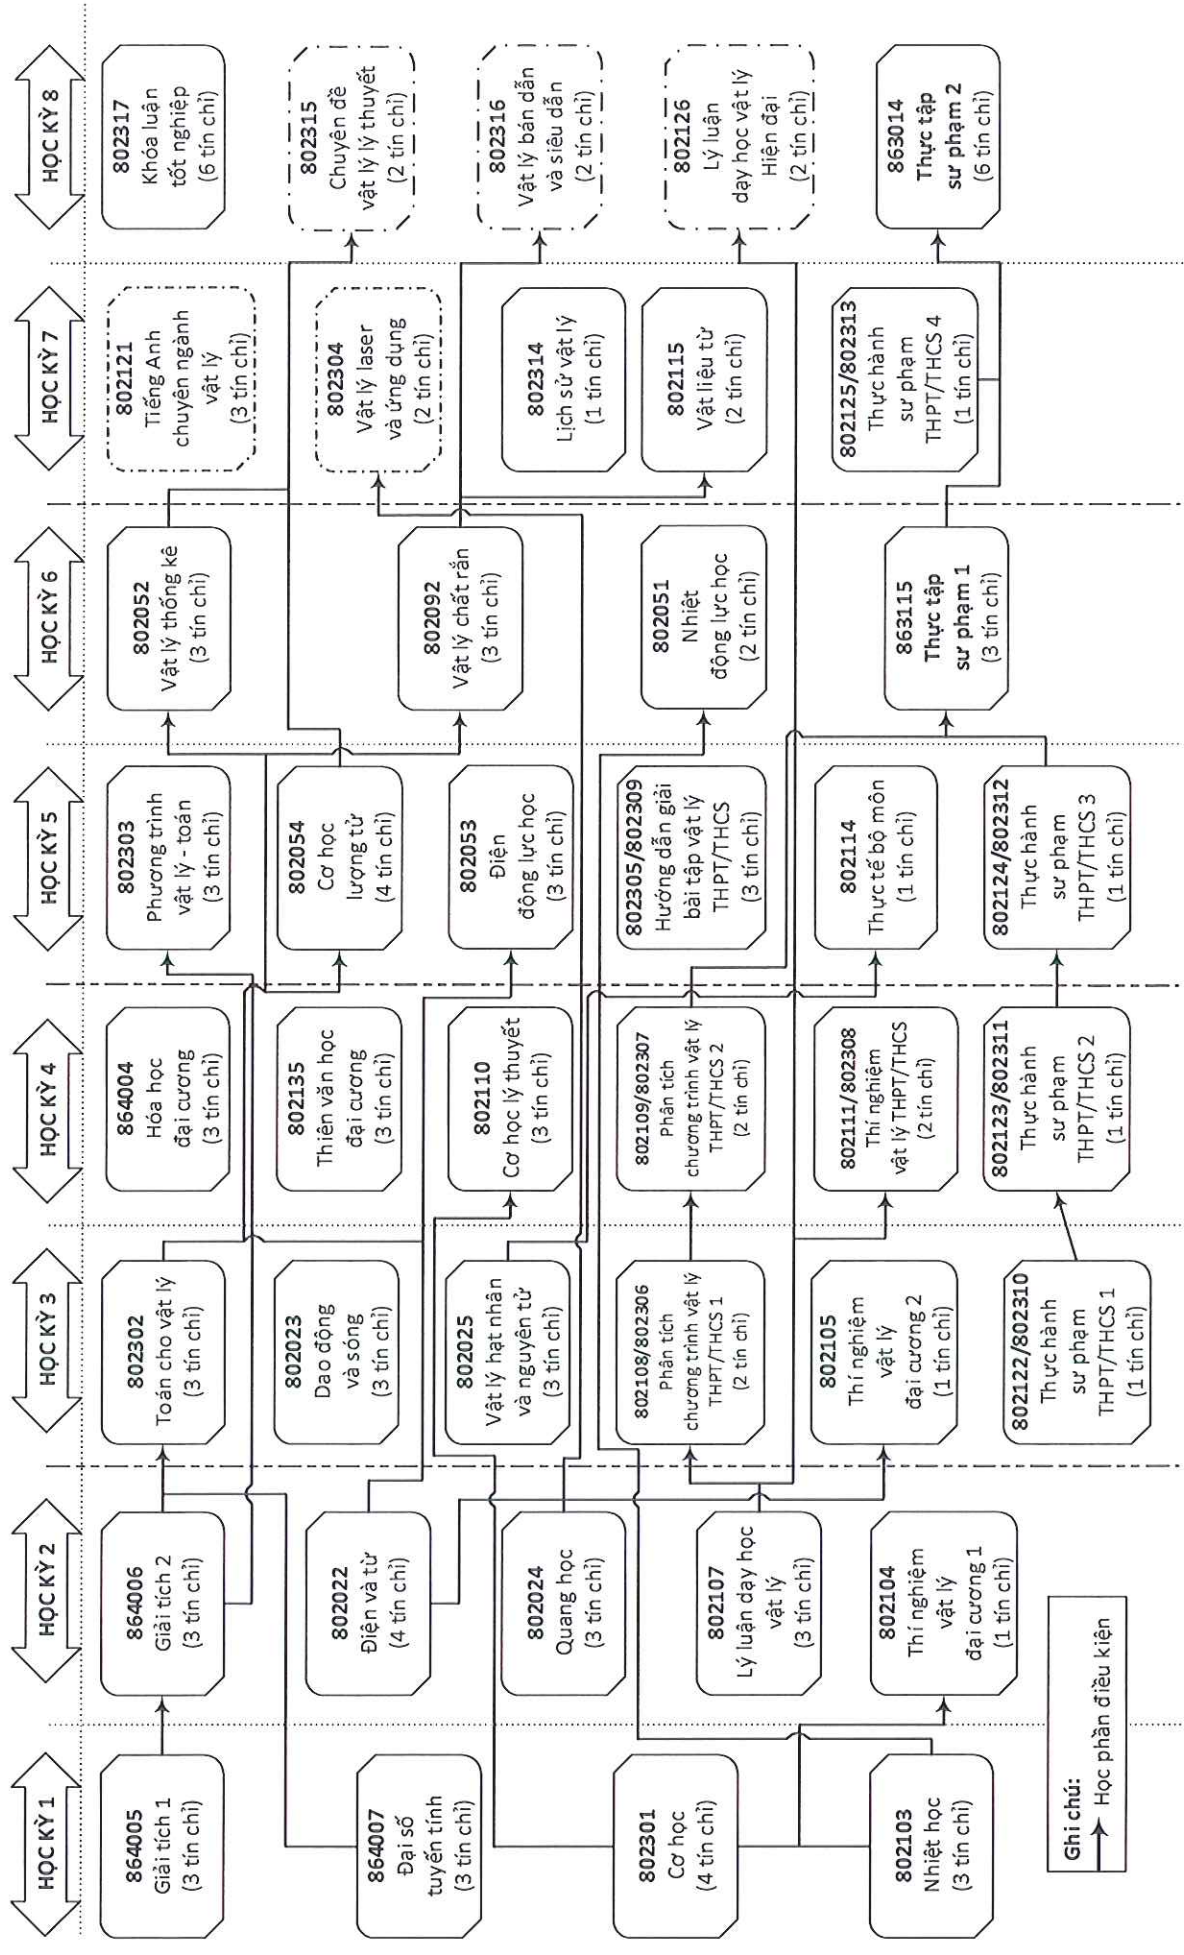 HỌC KỲ 1
864005
Giải tích 1
(3 tín chỉ)
864007
Đại số
tuyến tính
(3 tín chỉ)
802301
Cơ học
(4 tín chỉ)
802103
Nhiệt học
(3 tín chỉ)
HỌC KỲ 2
864006
Giải tích 2
(3 tín chỉ)
802022
Điện và từ
(4 tín chỉ)
802024
Quang học
(3 tín chỉ)
802107
Lý luận dạy học
vật lý
(3 tín chỉ)
802104
Thí nghiệm
vật lý
đại cương 1
(1 tín chỉ)
HỌC KỲ 3
802302
Toán cho vật lý
(3 tín chỉ)
802023
Dao động
và sóng
(3 tín chỉ)
802025
Vật lý hạt nhân
và nguyên tử
(3 tín chỉ)
802108/802306
Phân tích
chương trình vật lý
THPT/THCS 1
(2 tín chỉ)
802105
Thí nghiệm
vật lý
đại cương 2
(1 tín chỉ)
802122/802310
Thực hành
sư phạm
THPT/THCS 1
(1 tín chỉ)
HỌC KỲ 4
864004
Hóa học
đại cương
(3 tín chỉ)
802135
Thiên văn học
đại cương
(3 tín chỉ)
802110
Cơ học lý thuyết
(3 tín chỉ)
802109/802307
Phân tích
chương trình vật lý
THPT/THCS 2
(2 tín chỉ)
802111/802308
Thí nghiệm
vật lý THPT/THCS
(2 tín chỉ)
802123/802311
Thực hành
sư phạm
THPT/THCS 2
(1 tín chỉ)
HỌC KỲ 5
802303
Phương trình
vật lý - toán
(3 tín chỉ)
802054
Cơ học
lượng tử
(4 tín chỉ)
802053
Điện
động lực học
(3 tín chỉ)
802305/802309
Hướng dẫn giải
bài tập vật lý
THPT/THCS
(3 tín chỉ)
802114
Thực tế bộ môn
(1 tín chỉ)
802124/802312
Thực hành
sư phạm
THPT/THCS 3
(1 tín chỉ)
HỌC KỲ 6
802052
Vật lý thống kê
(3 tín chỉ)
802092
Vật lý chất rắn
(3 tín chỉ)
802051
Nhiệt
động lực học
(2 tín chỉ)
863115
Thực tập
sư phạm 1
(3 tín chỉ)
HỌC KỲ 7
802121
Tiếng Anh
chuyên ngành
vật lý
(3 tín chỉ)
802304
Vật lý laser
và ứng dụng
(2 tín chỉ)
802314
Lịch sử vật lý
(1 tín chỉ)
802115
Vật liệu từ
(2 tín chỉ)
802125/802313
Thực hành
sư phạm
THPT/THCS 4
(1 tín chỉ)
HỌC KỲ 8
802317
Khóa luận
tốt nghiệp
(6 tín chỉ)
802315
Chuyên đề
vật lý lý thuyết
(2 tín chỉ)
802316
Vật lý bán dẫn
và siêu dẫn
(2 tín chỉ)
802126
Lý luận
dạy học vật lý
Hiện đại
(2 tín chỉ)
863014
Thực tập
sư phạm 2
(6 tín chỉ)
Ghi chú:
Học phần điều kiện